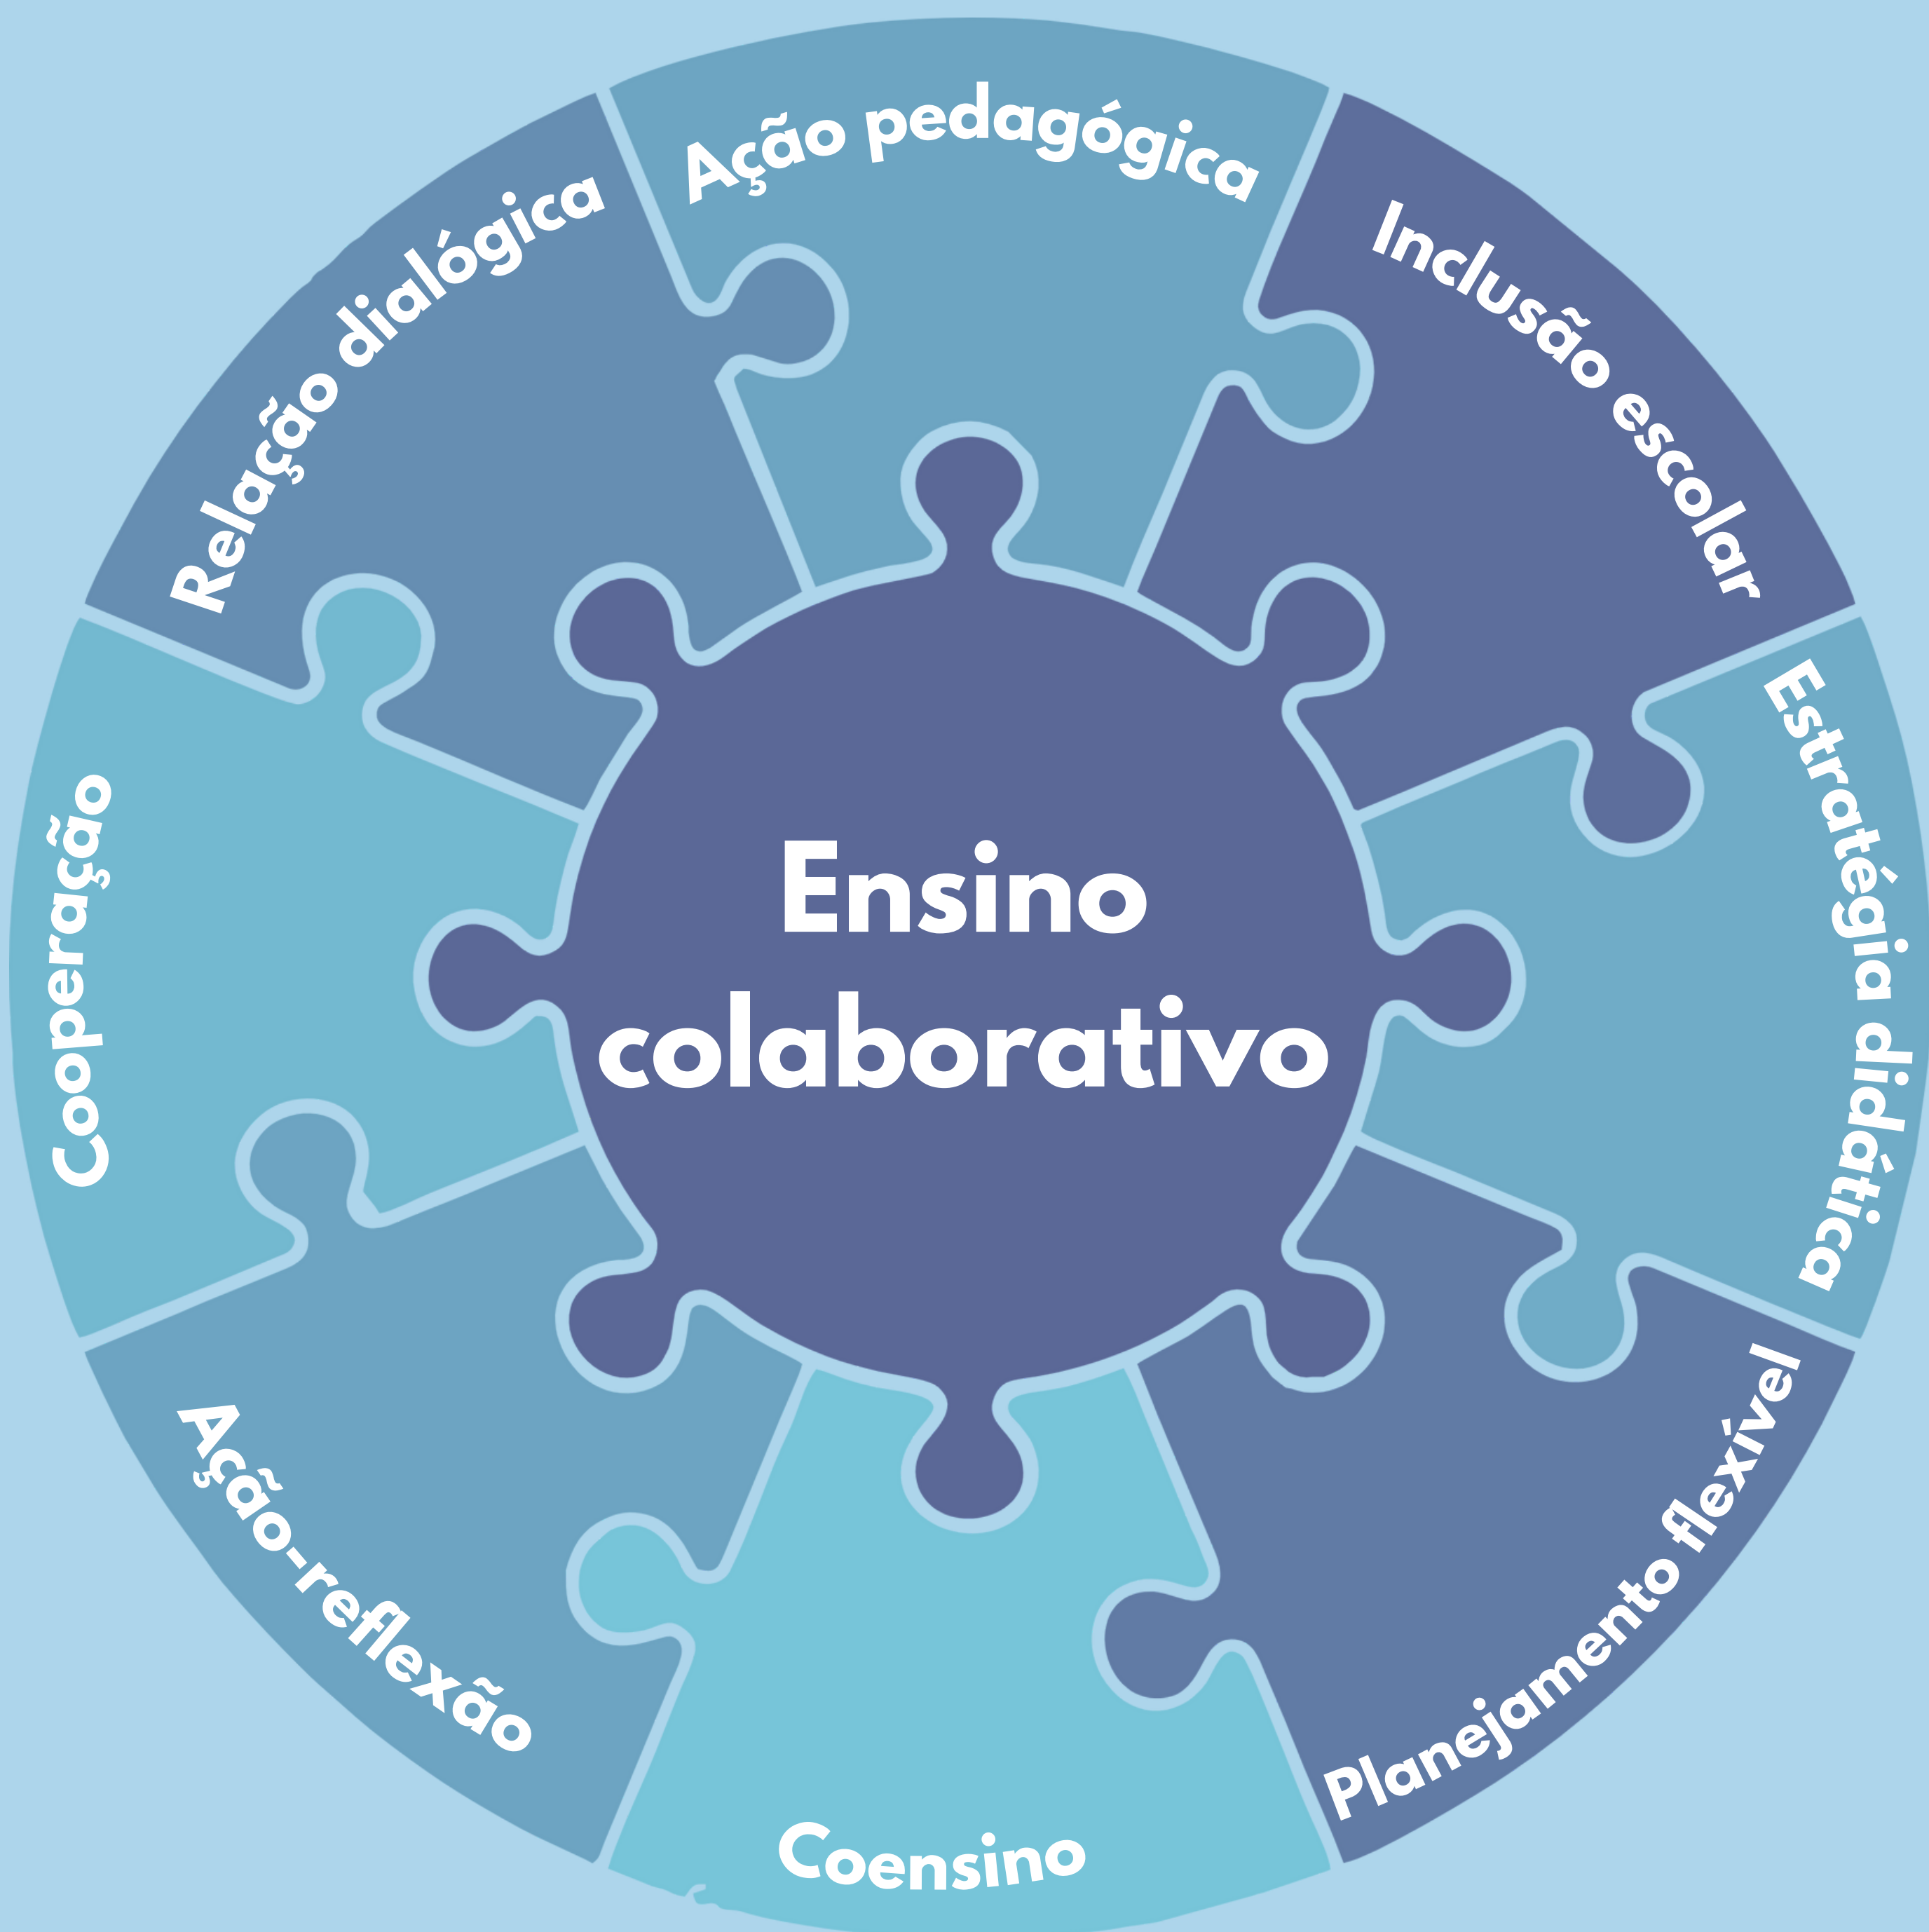 Ação pedagógica
Inclusão escolar
Estratégia didática
Planejamento flexível
Coensino
Ação-reflexão
Cooperação
Relação dialógica
Ensino
colaborativo